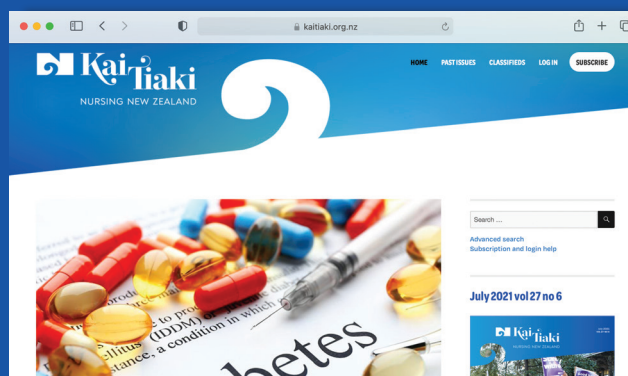 kaitiaki.org.nz
Kai Tiaki
NURSING NEW ZEALAND
HOME
PAST ISSUES
CLASSIFIEDS
LOG IN
SUBSCRIBE
Search ...
Advanced search
Subscription and login help
July 2021 vol 27 no 6
Kai Tiaki
NURSING NEW ZEALAND
to
(IDDM)
ellitus
a condition in which
betes